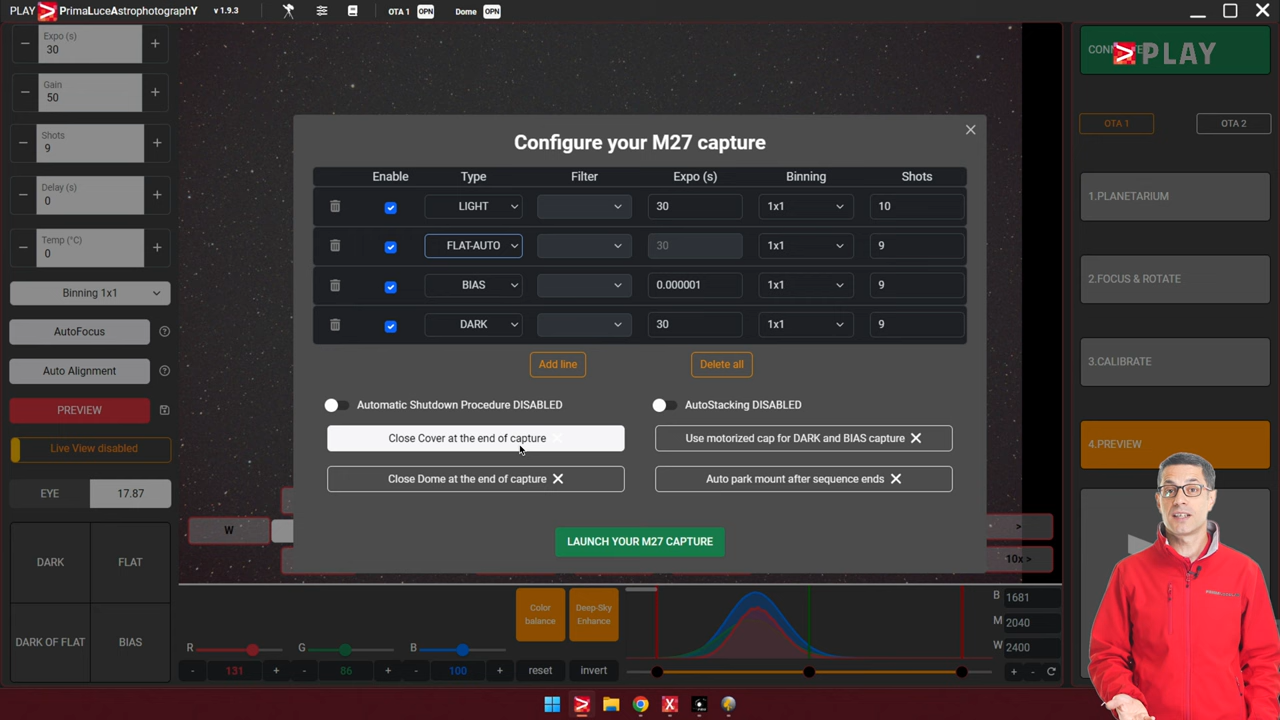 PLAY PrimaLuceAstrophotographY v 1.9.3 OTA 1 OPN Dome OPN
Expo (s)
- 30 +
Gain
- 50 +
Shots
- 9 +
Delay (s)
- 0 +
Temp (°C)
- 0 +
Binning 1x1
AutoFocus ?
Auto Alignment ?
PREVIEW
Live View disabled
EYE 17.87
DARK FLAT
DARK OF FLAT BIAS
Configure your M27 capture
Enable Type Filter Expo (s) Binning Shots
LIGHT 30 1x1 10
FLAT-AUTO 30 1x1 9
BIAS 0.000001 1x1 9
DARK 30 1x1 9
Add line Delete all
Automatic Shutdown Procedure DISABLED AutoStacking DISABLED
Close Cover at the end of capture Use motorized cap for DARK and BIAS capture
Close Dome at the end of capture Auto park mount after sequence ends
LAUNCH YOUR M27 CAPTURE
W >
10x >
Color balance
Deep-Sky Enhance
R G B
- 131 + - 86 + - 100 + reset invert
B 1681
M 2040
W 2400
+ -
PLAY
OTA 1 OTA 2
1.PLANETARIUM
2.FOCUS & ROTATE
3.CALIBRATE
4.PREVIEW